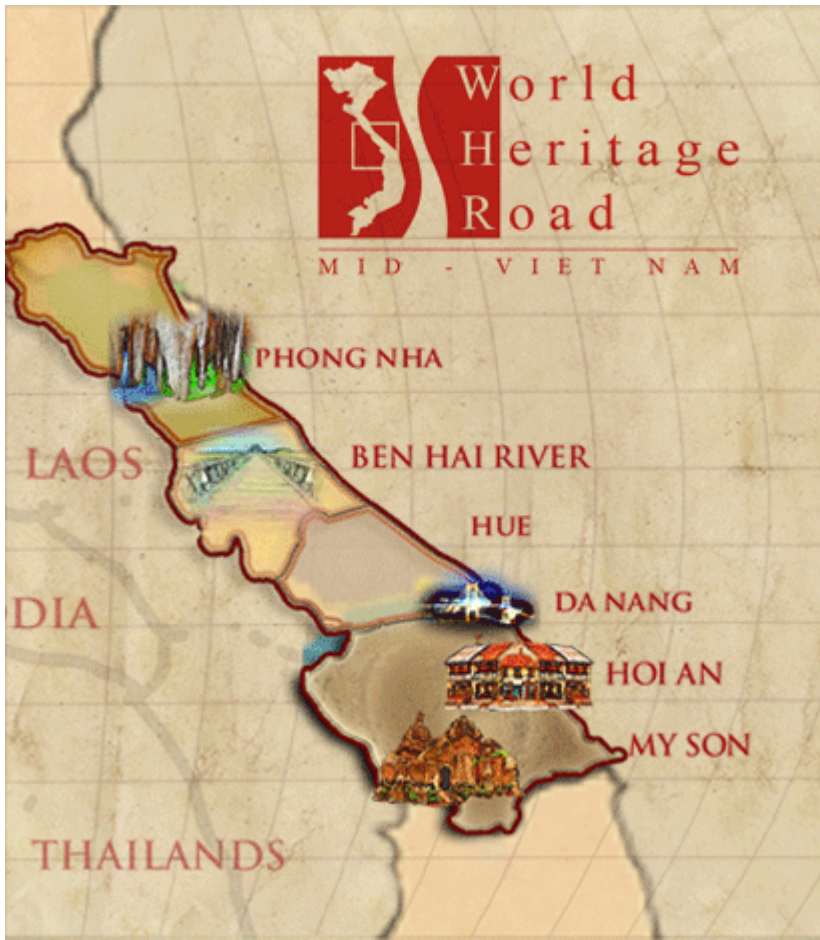 World
Heritage
Road
MID - VIET NAM
PHONG NHA
LAOS
BEN HAI RIVER
HUE
DIA
DA NANG
HOI AN
MY SON
THAILANDS